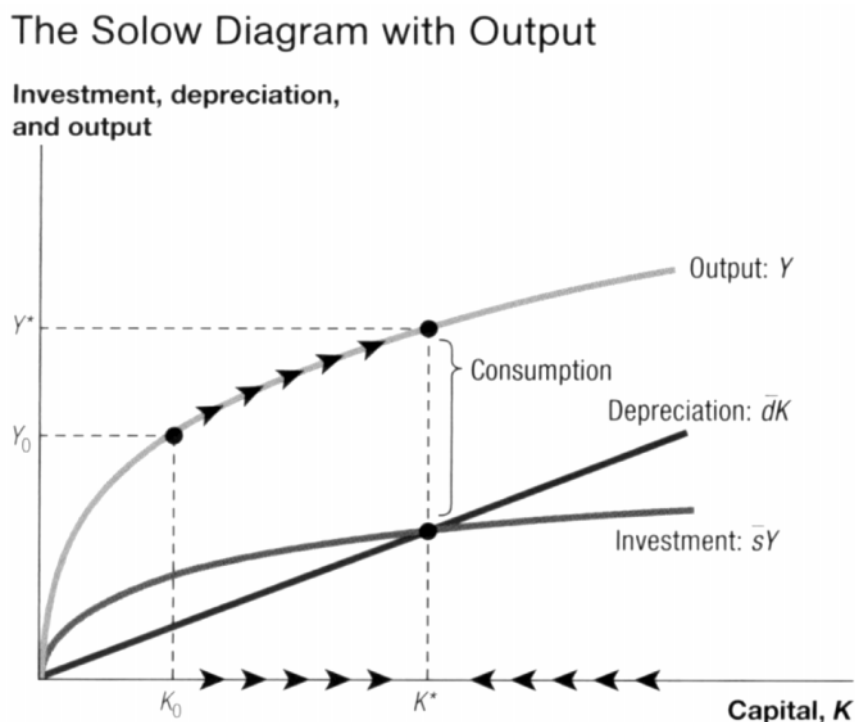 The Solow Diagram with Output
Investment, depreciation,
and output
Output: Y
Y*
Consumption
Depreciation: d̅K
Y₀
Investment: s̅Y
K₀
K*
Capital, K